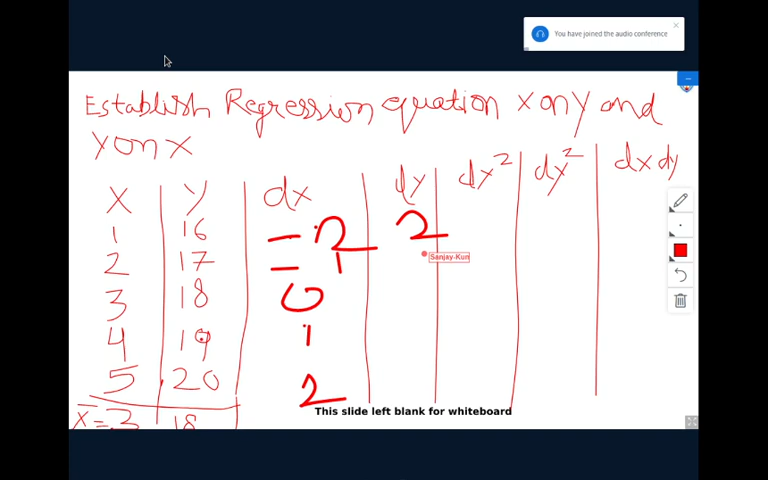 You have joined the audio conference
Establish Regression equation X on y and
y on x
X y dx dy dx² dy² dx dy
1 16 -2 2
2 17 -1
Sanjay-Kun
3 18 0
4 19 1
5 20 2
This slide left blank for whiteboard
x̄=3 18